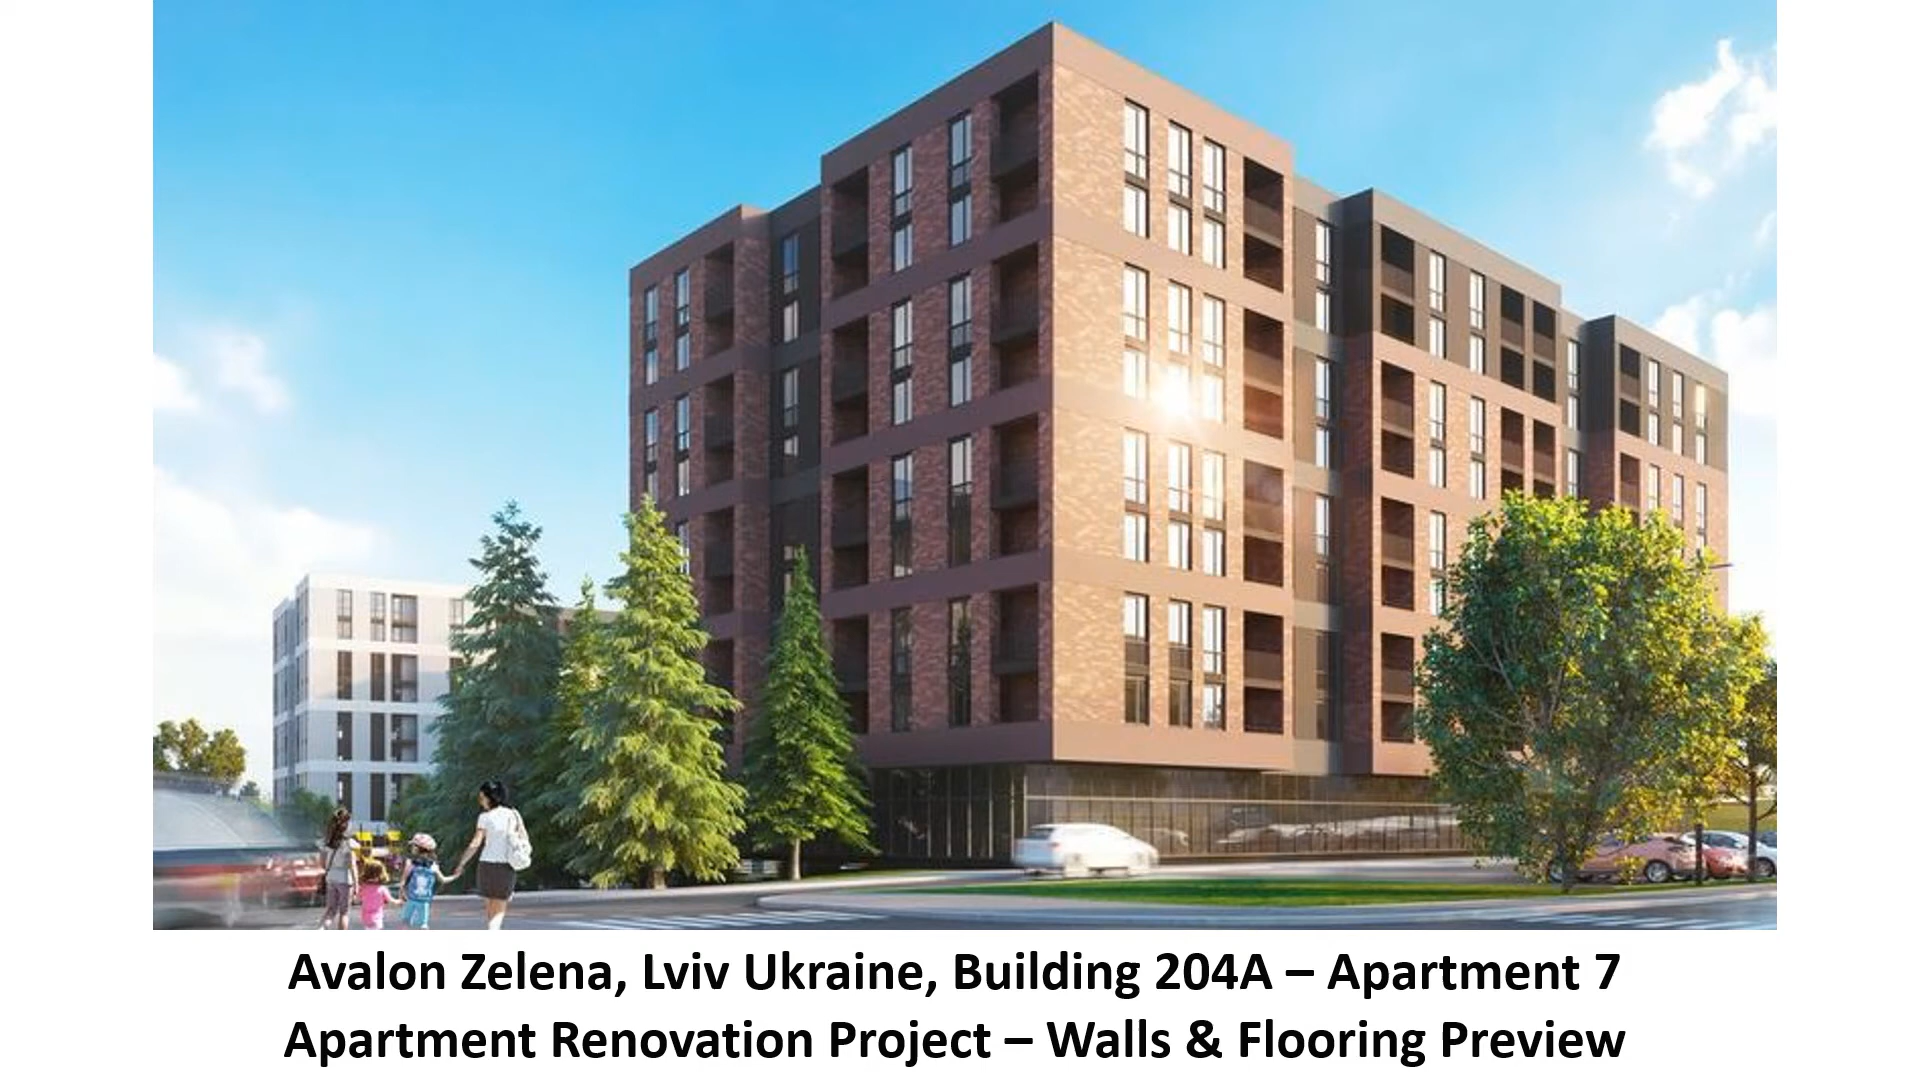 Avalon Zelena, Lviv Ukraine, Building 204A – Apartment 7
Apartment Renovation Project – Walls & Flooring Preview